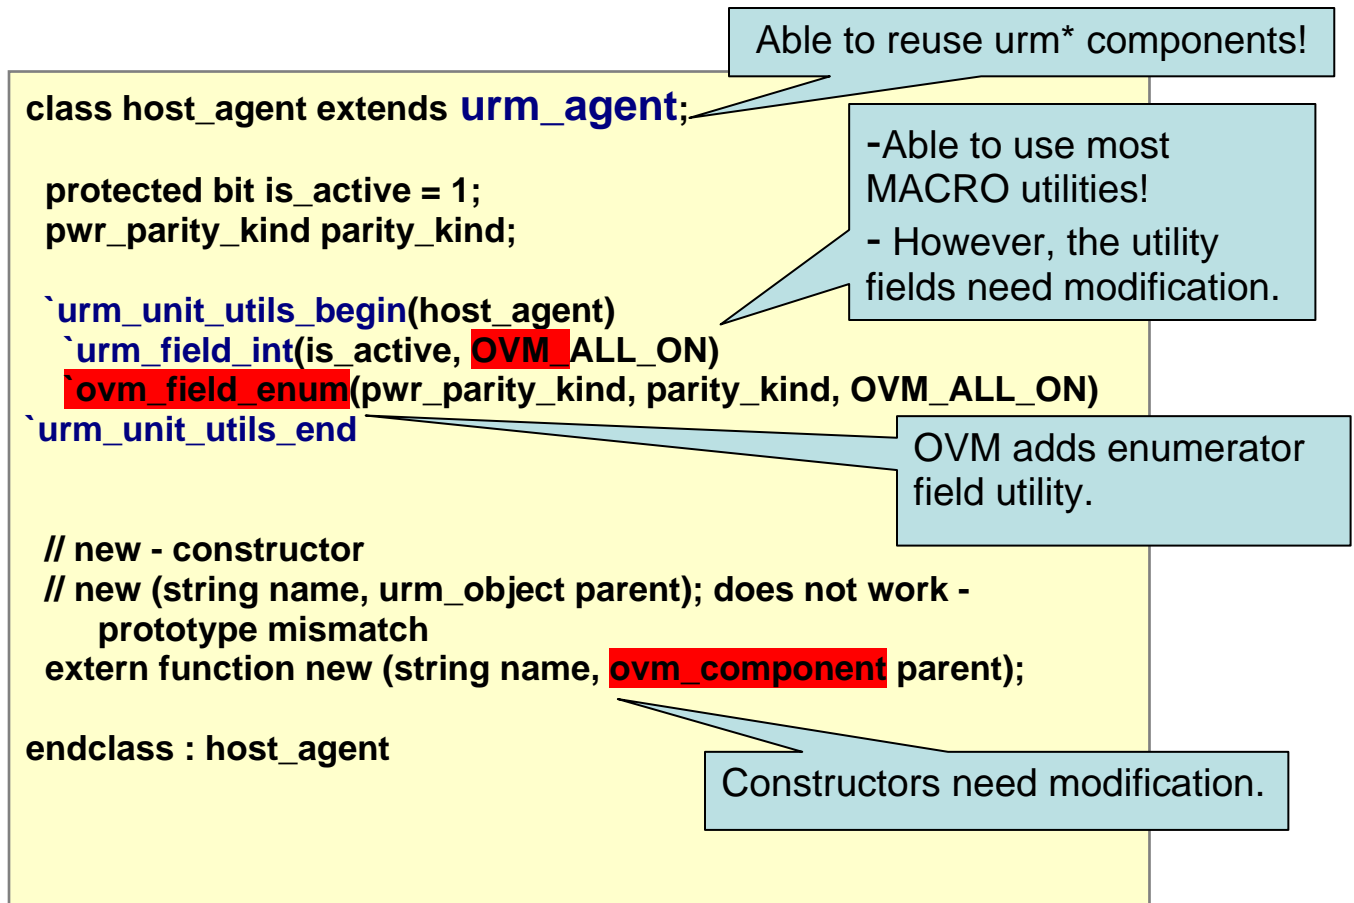 Able to reuse urm* components!
class host_agent extends urm_agent;
-Able to use most
MACRO utilities!
- However, the utility
fields need modification.
protected bit is_active = 1;
pwr_parity_kind parity_kind;
`urm_unit_utils_begin(host_agent)
`urm_field_int(is_active, OVM_ALL_ON)
`ovm_field_enum(pwr_parity_kind, parity_kind, OVM_ALL_ON)
`urm_unit_utils_end
OVM adds enumerator
field utility.
// new - constructor
// new (string name, urm_object parent); does not work -
prototype mismatch
extern function new (string name, ovm_component parent);
endclass : host_agent
Constructors need modification.